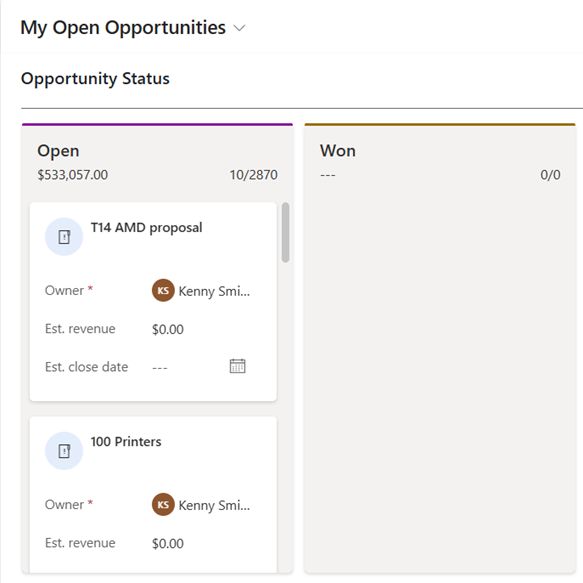 My Open Opportunities
Opportunity Status
Open
$533,057.00 10/2870
T14 AMD proposal
Owner * KS Kenny Smi...
Est. revenue $0.00
Est. close date ---
100 Printers
Owner * KS Kenny Smi...
Est. revenue $0.00
Won
--- 0/0